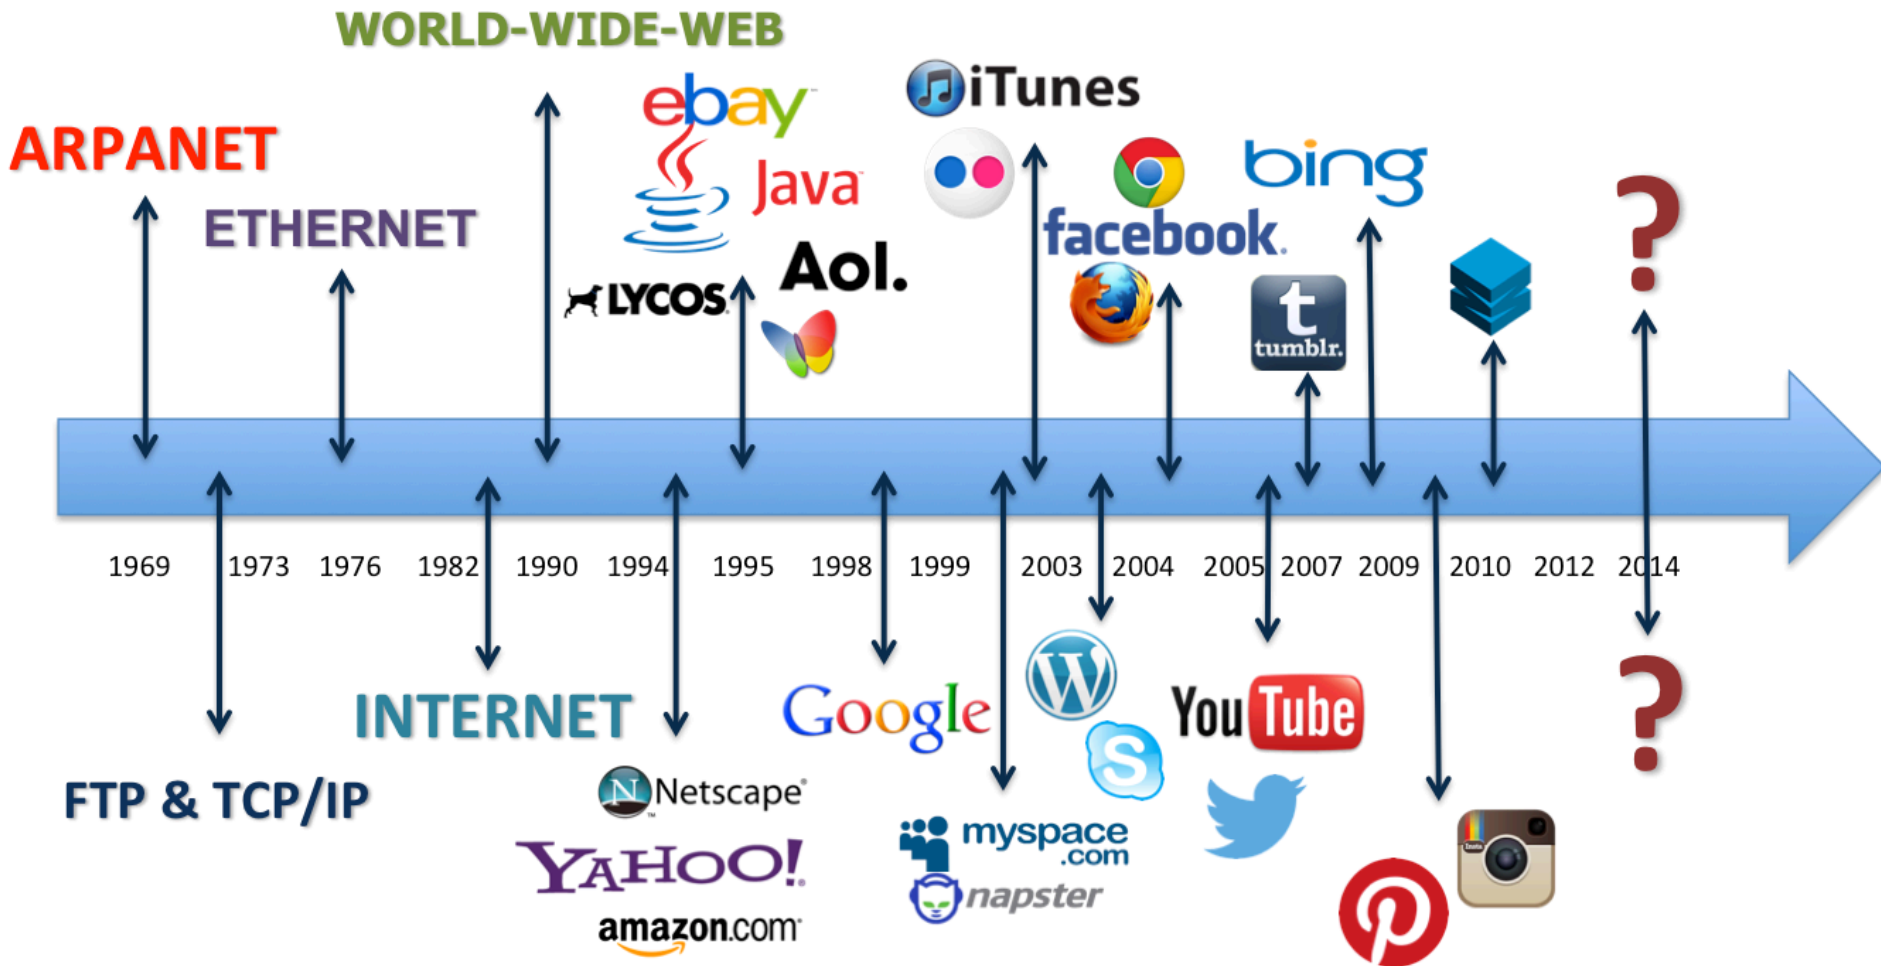 WORLD-WIDE-WEB
ebay
iTunes
ARPANET
Java
bing
ETHERNET
facebook.
Aol.
LYCOS
t
tumblr.
?
1969 1973 1976 1982 1990 1994 1995 1998 1999 2003 2004 2005 2007 2009 2010 2012 2014
INTERNET
Google
W
S
YouTube
?
FTP & TCP/IP
N Netscape
YAHOO!
amazon.com
myspace
.com
napster
Insta
P